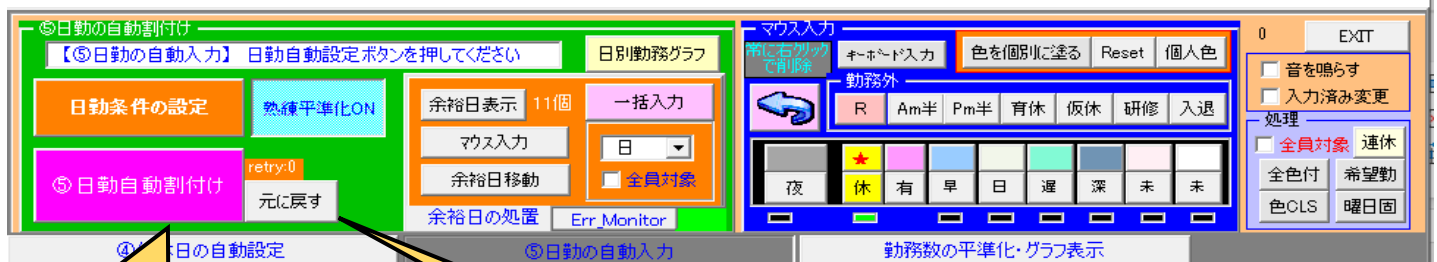 ⑤日勤の自動割付け
【⑤日勤の自動入力】 日勤自動設定ボタンを押してください
日別勤務グラフ
日勤条件の設定
熟練平準化ON
⑤日勤自動割付け
retry:0
元に戻す
余裕日表示
11個
一括入力
マウス入力
日
余裕日移動
全員対象
余裕日の処置
Err_Monitor
マウス入力
常に右クリック
で削除
キーボード入力
色を個別に塗る
Reset
個人色
勤務外
R
Am半
Pm半
育休
仮休
研修
入退
夜
★
休
有
早
日
遅
深
未
未
0
EXIT
音を鳴らす
入力済み変更
処理
全員対象
連休
全色付
希望勤
色CLS
曜日固
日の自動設定
⑤日勤の自動入力
勤務数の平準化・グラフ表示